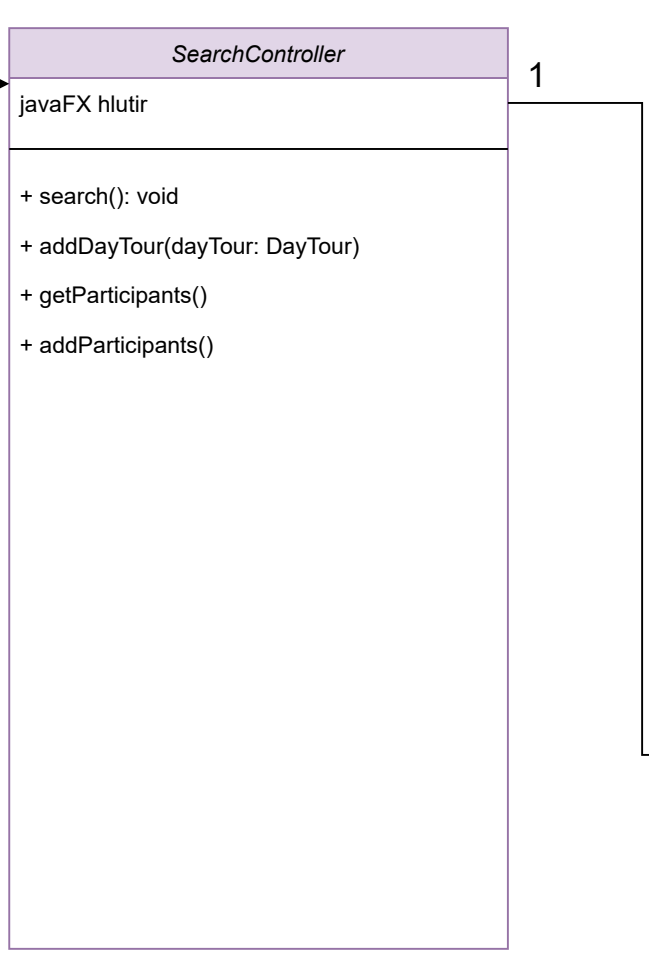 SearchController
1
javaFX hlutir
+ search(): void
+ addDayTour(dayTour: DayTour)
+ getParticipants()
+ addParticipants()